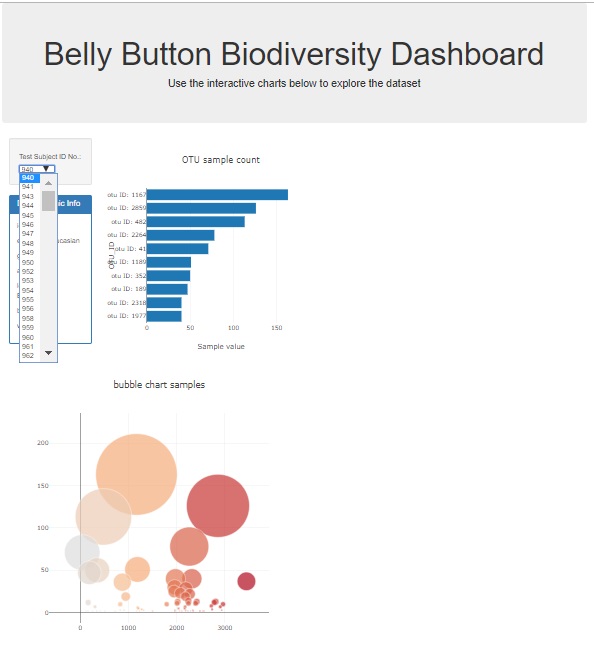 Belly Button Biodiversity Dashboard
Use the interactive charts below to explore the dataset
Test Subject ID No.:
940
940
941
943
944
945
946
947
948
949
950
952
953
954
955
956
958
959
960
961
962
ic Info
casian
OTU sample count
OTU_ID
otu ID: 1167
otu ID: 2859
otu ID: 482
otu ID: 2264
otu ID: 41
otu ID: 1189
otu ID: 352
otu ID: 189
otu ID: 2318
otu ID: 1977
0 50 100 150
Sample value
bubble chart samples
200
150
100
50
0
0 1000 2000 3000